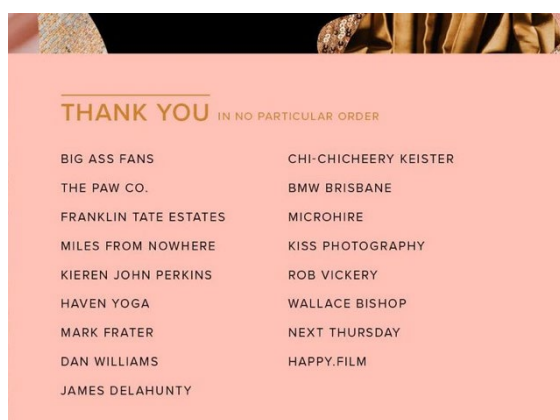 THANK YOU IN NO PARTICULAR ORDER
BIG ASS FANS
THE PAW CO.
FRANKLIN TATE ESTATES
MILES FROM NOWHERE
KIEREN JOHN PERKINS
HAVEN YOGA
MARK FRATER
DAN WILLIAMS
JAMES DELAHUNTY
CHI-CHICHEERY KEISTER
BMW BRISBANE
MICROHIRE
KISS PHOTOGRAPHY
ROB VICKERY
WALLACE BISHOP
NEXT THURSDAY
HAPPY.FILM